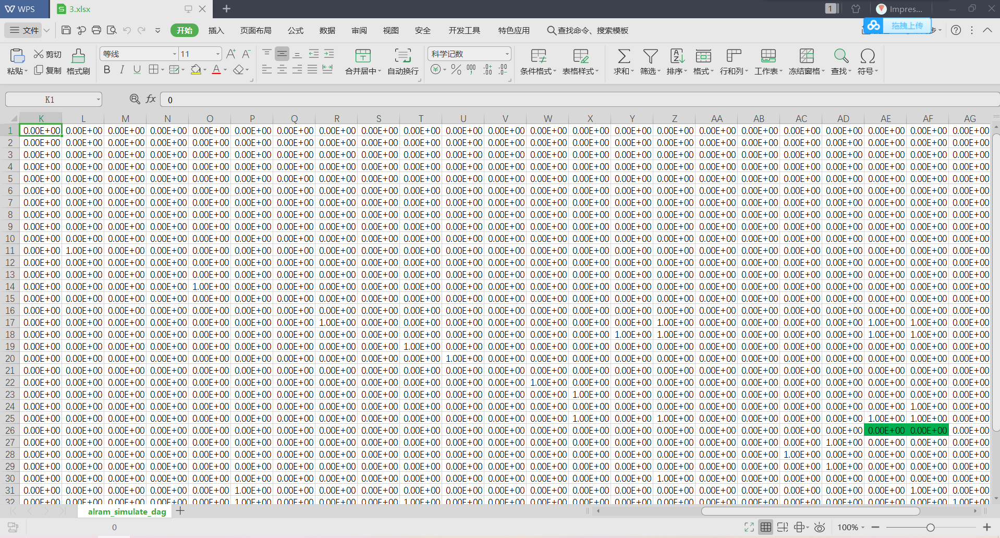 WPS 3.xlsx 1 Impres...
文件 开始 插入 页面布局 公式 数据 审阅 视图 安全 开发工具 特色应用 查找命令、搜索模板 拖拽上传 步
粘贴 剪切 复制 格式刷 等线 11 合并居中 自动换行 科学记数 条件格式 表格样式 求和 筛选 排序 格式 行和列 工作表 冻结窗格 查找 符号
K1 fx 0
K L M N O P Q R S T U V W X Y Z AA AB AC AD AE AF AG
1 0.00E+00 0.00E+00 0.00E+00 0.00E+00 0.00E+00 0.00E+00 0.00E+00 0.00E+00 0.00E+00 0.00E+00 0.00E+00 0.00E+00 0.00E+00 0.00E+00 0.00E+00 0.00E+00 0.00E+00 0.00E+00 0.00E+00 0.00E+00 0.00E+00 0.00E+00 0.00E+00
2 0.00E+00 0.00E+00 0.00E+00 0.00E+00 0.00E+00 0.00E+00 0.00E+00 0.00E+00 0.00E+00 0.00E+00 0.00E+00 0.00E+00 0.00E+00 0.00E+00 0.00E+00 0.00E+00 0.00E+00 0.00E+00 0.00E+00 0.00E+00 0.00E+00 0.00E+00 0.00E+00
3 0.00E+00 0.00E+00 0.00E+00 0.00E+00 0.00E+00 0.00E+00 0.00E+00 0.00E+00 0.00E+00 0.00E+00 0.00E+00 0.00E+00 0.00E+00 0.00E+00 0.00E+00 0.00E+00 0.00E+00 0.00E+00 0.00E+00 0.00E+00 0.00E+00 0.00E+00 0.00E+00
4 0.00E+00 0.00E+00 0.00E+00 0.00E+00 0.00E+00 0.00E+00 0.00E+00 0.00E+00 0.00E+00 0.00E+00 0.00E+00 0.00E+00 0.00E+00 0.00E+00 0.00E+00 0.00E+00 0.00E+00 0.00E+00 0.00E+00 0.00E+00 0.00E+00 0.00E+00 0.00E+00
5 0.00E+00 0.00E+00 0.00E+00 0.00E+00 0.00E+00 0.00E+00 0.00E+00 0.00E+00 0.00E+00 0.00E+00 0.00E+00 0.00E+00 0.00E+00 0.00E+00 0.00E+00 0.00E+00 0.00E+00 0.00E+00 0.00E+00 0.00E+00 0.00E+00 0.00E+00 0.00E+00
6 0.00E+00 0.00E+00 0.00E+00 0.00E+00 0.00E+00 0.00E+00 0.00E+00 0.00E+00 0.00E+00 0.00E+00 0.00E+00 0.00E+00 0.00E+00 0.00E+00 0.00E+00 0.00E+00 0.00E+00 0.00E+00 0.00E+00 0.00E+00 0.00E+00 0.00E+00 0.00E+00
7 0.00E+00 0.00E+00 0.00E+00 0.00E+00 0.00E+00 0.00E+00 0.00E+00 0.00E+00 0.00E+00 0.00E+00 0.00E+00 0.00E+00 0.00E+00 0.00E+00 0.00E+00 0.00E+00 0.00E+00 0.00E+00 0.00E+00 0.00E+00 0.00E+00 0.00E+00 0.00E+00
8 0.00E+00 0.00E+00 0.00E+00 0.00E+00 0.00E+00 0.00E+00 0.00E+00 0.00E+00 0.00E+00 0.00E+00 0.00E+00 0.00E+00 0.00E+00 0.00E+00 0.00E+00 0.00E+00 0.00E+00 0.00E+00 0.00E+00 0.00E+00 0.00E+00 0.00E+00 0.00E+00
9 0.00E+00 0.00E+00 0.00E+00 0.00E+00 0.00E+00 0.00E+00 0.00E+00 0.00E+00 0.00E+00 0.00E+00 0.00E+00 0.00E+00 0.00E+00 0.00E+00 0.00E+00 0.00E+00 0.00E+00 0.00E+00 0.00E+00 0.00E+00 0.00E+00 0.00E+00 0.00E+00
10 0.00E+00 0.00E+00 0.00E+00 0.00E+00 0.00E+00 0.00E+00 0.00E+00 0.00E+00 0.00E+00 0.00E+00 0.00E+00 0.00E+00 0.00E+00 0.00E+00 0.00E+00 0.00E+00 0.00E+00 0.00E+00 0.00E+00 0.00E+00 0.00E+00 0.00E+00 0.00E+00
11 0.00E+00 1.00E+00 0.00E+00 0.00E+00 0.00E+00 0.00E+00 0.00E+00 0.00E+00 0.00E+00 0.00E+00 0.00E+00 0.00E+00 0.00E+00 0.00E+00 0.00E+00 0.00E+00 0.00E+00 0.00E+00 0.00E+00 0.00E+00 0.00E+00 0.00E+00 0.00E+00
12 0.00E+00 0.00E+00 0.00E+00 0.00E+00 0.00E+00 0.00E+00 0.00E+00 0.00E+00 0.00E+00 0.00E+00 0.00E+00 0.00E+00 0.00E+00 0.00E+00 0.00E+00 0.00E+00 0.00E+00 0.00E+00 0.00E+00 0.00E+00 0.00E+00 0.00E+00 0.00E+00
13 0.00E+00 0.00E+00 0.00E+00 0.00E+00 0.00E+00 0.00E+00 0.00E+00 0.00E+00 0.00E+00 0.00E+00 0.00E+00 0.00E+00 0.00E+00 0.00E+00 0.00E+00 0.00E+00 0.00E+00 0.00E+00 0.00E+00 0.00E+00 0.00E+00 0.00E+00 0.00E+00
14 0.00E+00 0.00E+00 0.00E+00 0.00E+00 1.00E+00 0.00E+00 0.00E+00 0.00E+00 0.00E+00 0.00E+00 0.00E+00 0.00E+00 0.00E+00 0.00E+00 0.00E+00 0.00E+00 0.00E+00 0.00E+00 0.00E+00 0.00E+00 0.00E+00 0.00E+00 0.00E+00
15 0.00E+00 0.00E+00 0.00E+00 0.00E+00 0.00E+00 0.00E+00 0.00E+00 0.00E+00 0.00E+00 0.00E+00 0.00E+00 0.00E+00 0.00E+00 0.00E+00 0.00E+00 0.00E+00 0.00E+00 0.00E+00 0.00E+00 0.00E+00 0.00E+00 0.00E+00 0.00E+00
16 0.00E+00 0.00E+00 0.00E+00 0.00E+00 0.00E+00 0.00E+00 0.00E+00 0.00E+00 0.00E+00 0.00E+00 0.00E+00 0.00E+00 0.00E+00 0.00E+00 0.00E+00 0.00E+00 0.00E+00 0.00E+00 0.00E+00 0.00E+00 0.00E+00 0.00E+00 0.00E+00
17 0.00E+00 0.00E+00 0.00E+00 0.00E+00 0.00E+00 0.00E+00 0.00E+00 1.00E+00 0.00E+00 0.00E+00 0.00E+00 0.00E+00 0.00E+00 0.00E+00 0.00E+00 1.00E+00 0.00E+00 0.00E+00 0.00E+00 0.00E+00 1.00E+00 1.00E+00 0.00E+00
18 0.00E+00 0.00E+00 0.00E+00 0.00E+00 0.00E+00 0.00E+00 0.00E+00 0.00E+00 0.00E+00 0.00E+00 0.00E+00 0.00E+00 0.00E+00 0.00E+00 1.00E+00 1.00E+00 0.00E+00 0.00E+00 0.00E+00 0.00E+00 1.00E+00 1.00E+00 0.00E+00
19 0.00E+00 0.00E+00 0.00E+00 0.00E+00 0.00E+00 0.00E+00 0.00E+00 0.00E+00 0.00E+00 1.00E+00 0.00E+00 0.00E+00 0.00E+00 0.00E+00 0.00E+00 0.00E+00 0.00E+00 0.00E+00 0.00E+00 0.00E+00 0.00E+00 0.00E+00 0.00E+00
20 0.00E+00 0.00E+00 0.00E+00 0.00E+00 0.00E+00 0.00E+00 0.00E+00 0.00E+00 0.00E+00 0.00E+00 1.00E+00 0.00E+00 0.00E+00 0.00E+00 0.00E+00 0.00E+00 0.00E+00 0.00E+00 0.00E+00 0.00E+00 0.00E+00 0.00E+00 0.00E+00
21 0.00E+00 0.00E+00 0.00E+00 0.00E+00 0.00E+00 0.00E+00 0.00E+00 0.00E+00 0.00E+00 0.00E+00 0.00E+00 0.00E+00 0.00E+00 0.00E+00 0.00E+00 0.00E+00 0.00E+00 0.00E+00 0.00E+00 0.00E+00 0.00E+00 0.00E+00 0.00E+00
22 0.00E+00 0.00E+00 0.00E+00 0.00E+00 0.00E+00 0.00E+00 0.00E+00 0.00E+00 0.00E+00 0.00E+00 0.00E+00 0.00E+00 1.00E+00 0.00E+00 0.00E+00 0.00E+00 0.00E+00 0.00E+00 0.00E+00 0.00E+00 0.00E+00 0.00E+00 0.00E+00
23 0.00E+00 0.00E+00 0.00E+00 0.00E+00 0.00E+00 0.00E+00 0.00E+00 0.00E+00 0.00E+00 0.00E+00 0.00E+00 0.00E+00 0.00E+00 1.00E+00 0.00E+00 0.00E+00 0.00E+00 0.00E+00 0.00E+00 0.00E+00 0.00E+00 0.00E+00 0.00E+00
24 0.00E+00 0.00E+00 0.00E+00 0.00E+00 0.00E+00 0.00E+00 0.00E+00 0.00E+00 0.00E+00 0.00E+00 0.00E+00 0.00E+00 0.00E+00 0.00E+00 0.00E+00 0.00E+00 0.00E+00 0.00E+00 0.00E+00 0.00E+00 0.00E+00 1.00E+00 0.00E+00
25 0.00E+00 0.00E+00 0.00E+00 0.00E+00 0.00E+00 0.00E+00 0.00E+00 0.00E+00 0.00E+00 0.00E+00 0.00E+00 0.00E+00 0.00E+00 1.00E+00 0.00E+00 1.00E+00 0.00E+00 0.00E+00 0.00E+00 0.00E+00 1.00E+00 1.00E+00 0.00E+00
26 0.00E+00 0.00E+00 0.00E+00 0.00E+00 0.00E+00 0.00E+00 0.00E+00 0.00E+00 0.00E+00 0.00E+00 0.00E+00 0.00E+00 0.00E+00 0.00E+00 0.00E+00 0.00E+00 0.00E+00 0.00E+00 0.00E+00 0.00E+00 0.00E+00 0.00E+00 0.00E+00
27 0.00E+00 0.00E+00 0.00E+00 0.00E+00 0.00E+00 0.00E+00 0.00E+00 0.00E+00 0.00E+00 0.00E+00 0.00E+00 0.00E+00 0.00E+00 0.00E+00 0.00E+00 0.00E+00 0.00E+00 0.00E+00 0.00E+00 1.00E+00 0.00E+00 0.00E+00 0.00E+00
28 0.00E+00 0.00E+00 0.00E+00 0.00E+00 0.00E+00 0.00E+00 0.00E+00 0.00E+00 0.00E+00 0.00E+00 0.00E+00 0.00E+00 0.00E+00 0.00E+00 0.00E+00 0.00E+00 0.00E+00 0.00E+00 1.00E+00 0.00E+00 0.00E+00 0.00E+00 0.00E+00
29 0.00E+00 0.00E+00 0.00E+00 0.00E+00 0.00E+00 0.00E+00 0.00E+00 0.00E+00 0.00E+00 0.00E+00 0.00E+00 0.00E+00 0.00E+00 0.00E+00 0.00E+00 0.00E+00 0.00E+00 0.00E+00 0.00E+00 1.00E+00 0.00E+00 0.00E+00 0.00E+00
30 0.00E+00 0.00E+00 0.00E+00 0.00E+00 0.00E+00 0.00E+00 0.00E+00 0.00E+00 0.00E+00 0.00E+00 0.00E+00 0.00E+00 0.00E+00 0.00E+00 0.00E+00 1.00E+00 0.00E+00 0.00E+00 0.00E+00 0.00E+00 0.00E+00 0.00E+00 0.00E+00
31 0.00E+00 0.00E+00 0.00E+00 0.00E+00 0.00E+00 1.00E+00 0.00E+00 0.00E+00 0.00E+00 0.00E+00 0.00E+00 0.00E+00 0.00E+00 0.00E+00 0.00E+00 0.00E+00 0.00E+00 0.00E+00 0.00E+00 0.00E+00 0.00E+00 1.00E+00 0.00E+00
32 0.00E+00 0.00E+00 0.00E+00 0.00E+00 0.00E+00 1.00E+00 0.00E+00 0.00E+00 0.00E+00 1.00E+00 0.00E+00 0.00E+00 0.00E+00 0.00E+00 0.00E+00 0.00E+00 0.00E+00 0.00E+00 0.00E+00 0.00E+00 0.00E+00 0.00E+00 1.00E+00
alram_simulate_dag
0 100%